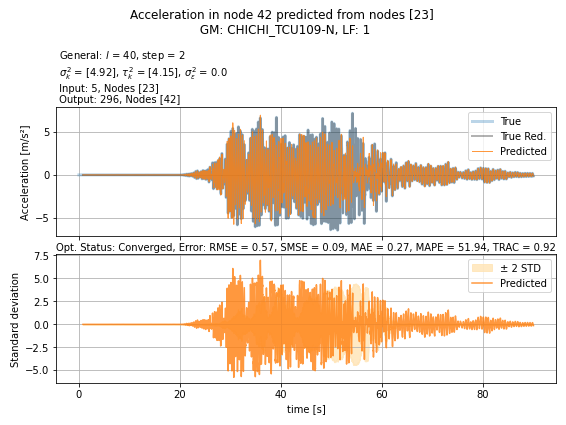 Acceleration in node 42 predicted from nodes [23]
GM: CHICHI_TCU109-N, LF: 1
General: l = 40, step = 2
σ²ₖ = [4.92], τ²ₖ = [4.15], σ²_ε = 0.0
Input: 5, Nodes [23]
Output: 296, Nodes [42]
Acceleration [m/s²]
5
0
−5
True
True Red.
Predicted
Opt. Status: Converged, Error: RMSE = 0.57, SMSE = 0.09, MAE = 0.27, MAPE = 51.94, TRAC = 0.92
Standard deviation
7.5
5.0
2.5
0.0
−2.5
−5.0
± 2 STD
Predicted
0 20 40 60 80
time [s]